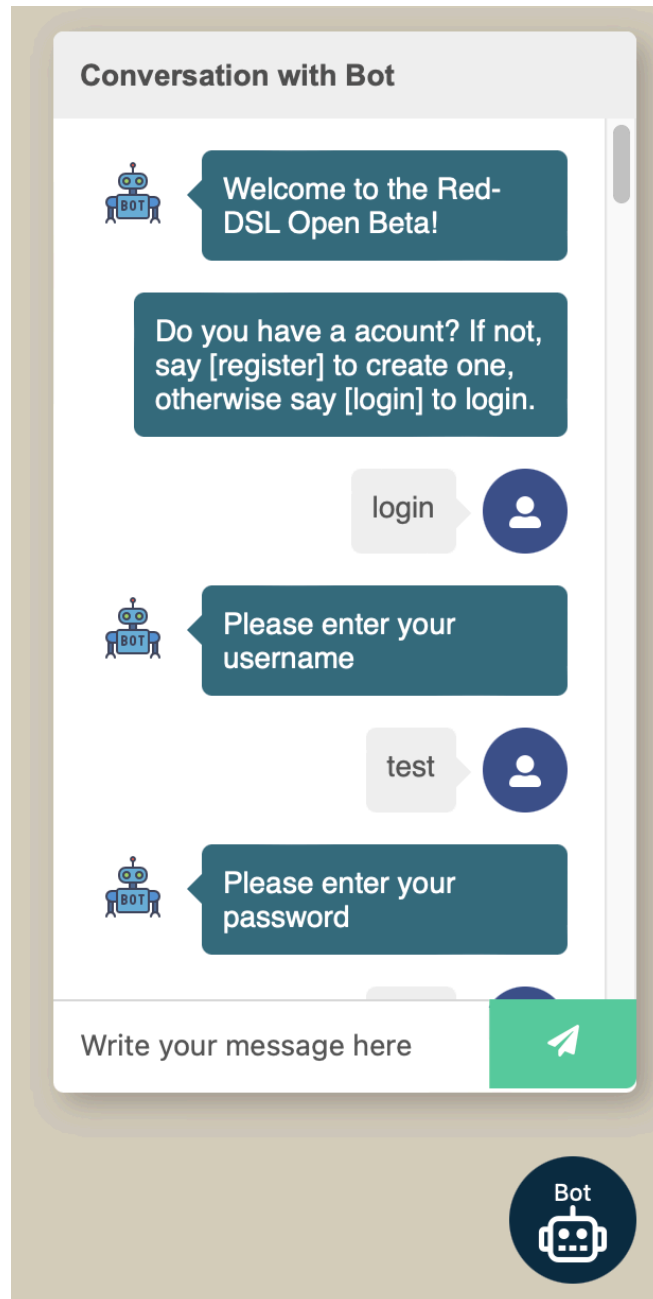 Conversation with Bot
BOT
Welcome to the Red-
DSL Open Beta!
Do you have a acount? If not,
say [register] to create one,
otherwise say [login] to login.
login
BOT
Please enter your
username
test
BOT
Please enter your
password
Write your message here
Bot